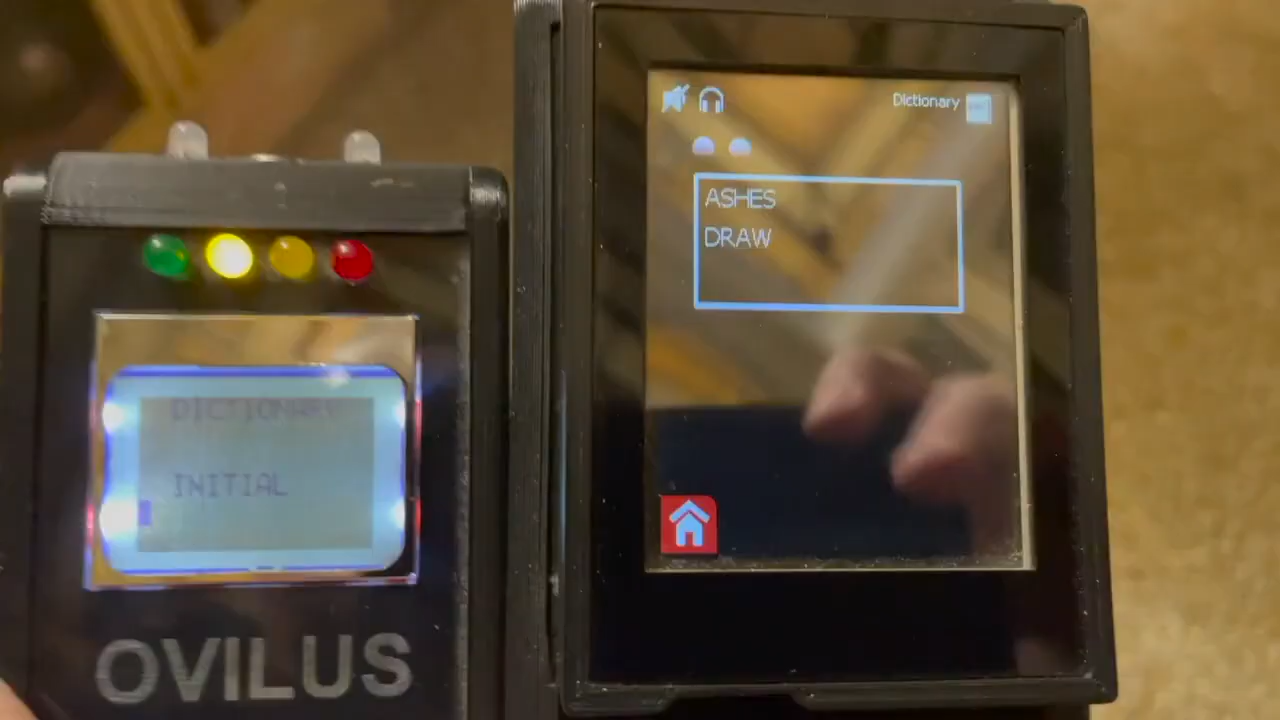 DICTIONARY
INITIAL
OVILUS
Dictionary
ASHES
DRAW